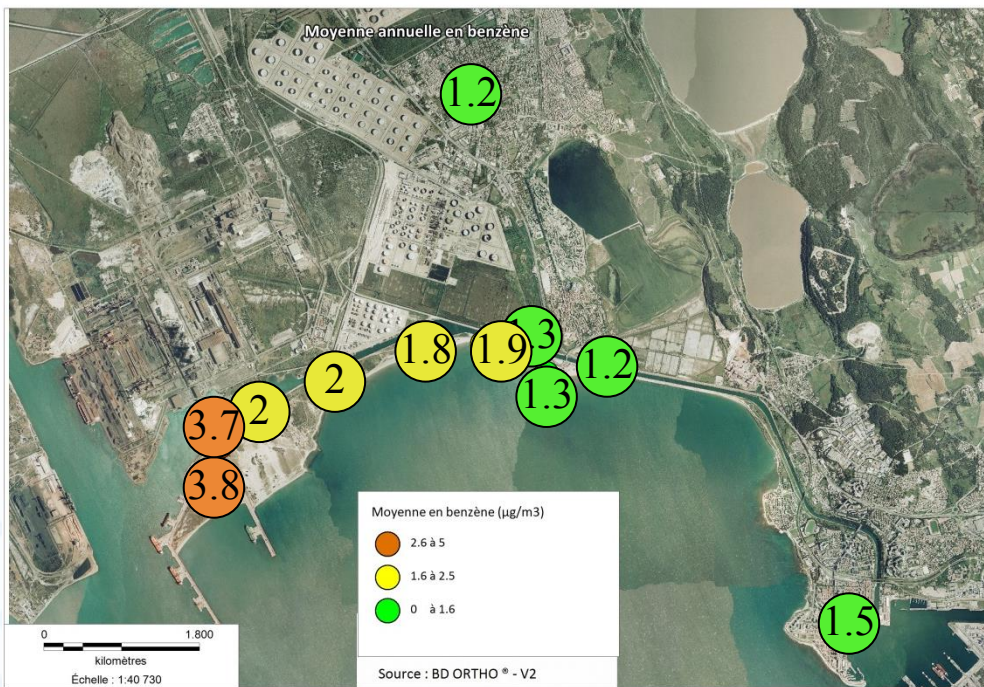 Moyenne annuelle en benzène
1.2
1.3
1.8
1.9
1.2
2
1.3
2
3.7
3.8
Moyenne en benzène (µg/m3)
2.6 à 5
1.6 à 2.5
0 à 1.6
1.5
0 1.800
kilomètres
Échelle : 1:40 730
Source : BD ORTHO ® - V2